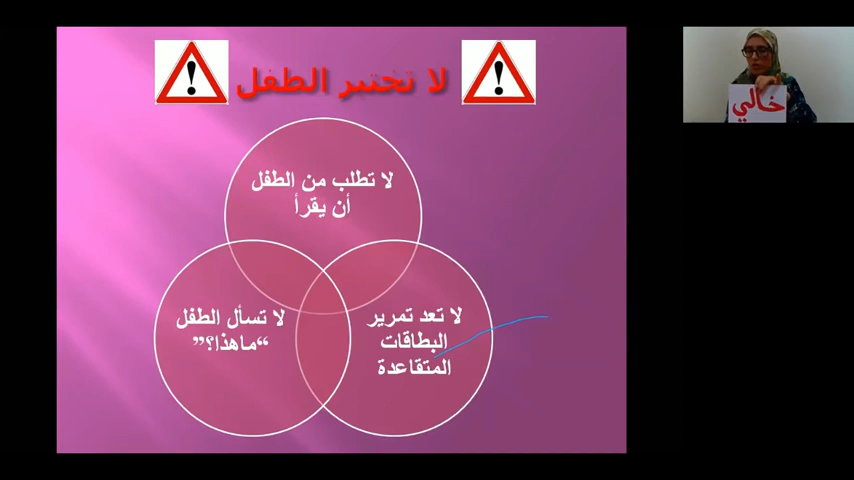 لا تختبر الطفل
لا تطلب من الطفل
أن يقرأ
لا تعد تمرير
البطاقات
المتقاعدة
لا تسأل الطفل
“ماهذا؟”
خالي